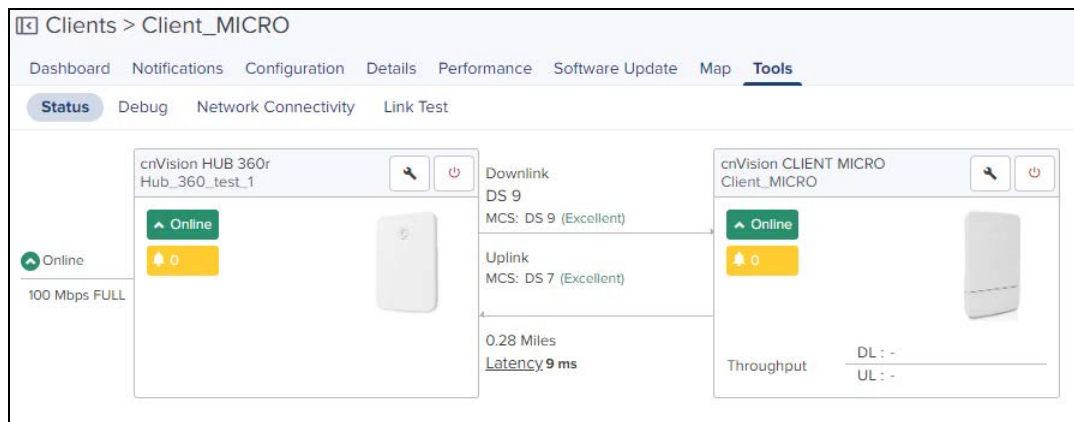 Clients > Client_MICRO
Dashboard Notifications Configuration Details Performance Software Update Map Tools
Status Debug Network Connectivity Link Test
cnVision HUB 360r
Hub_360_test_1
Online
0
Online
100 Mbps FULL
Downlink
DS 9
MCS: DS 9 (Excellent)
Uplink
MCS: DS 7 (Excellent)
0.28 Miles
Latency 9 ms
cnVision CLIENT MICRO
Client_MICRO
Online
0
Throughput
DL : -
UL : -